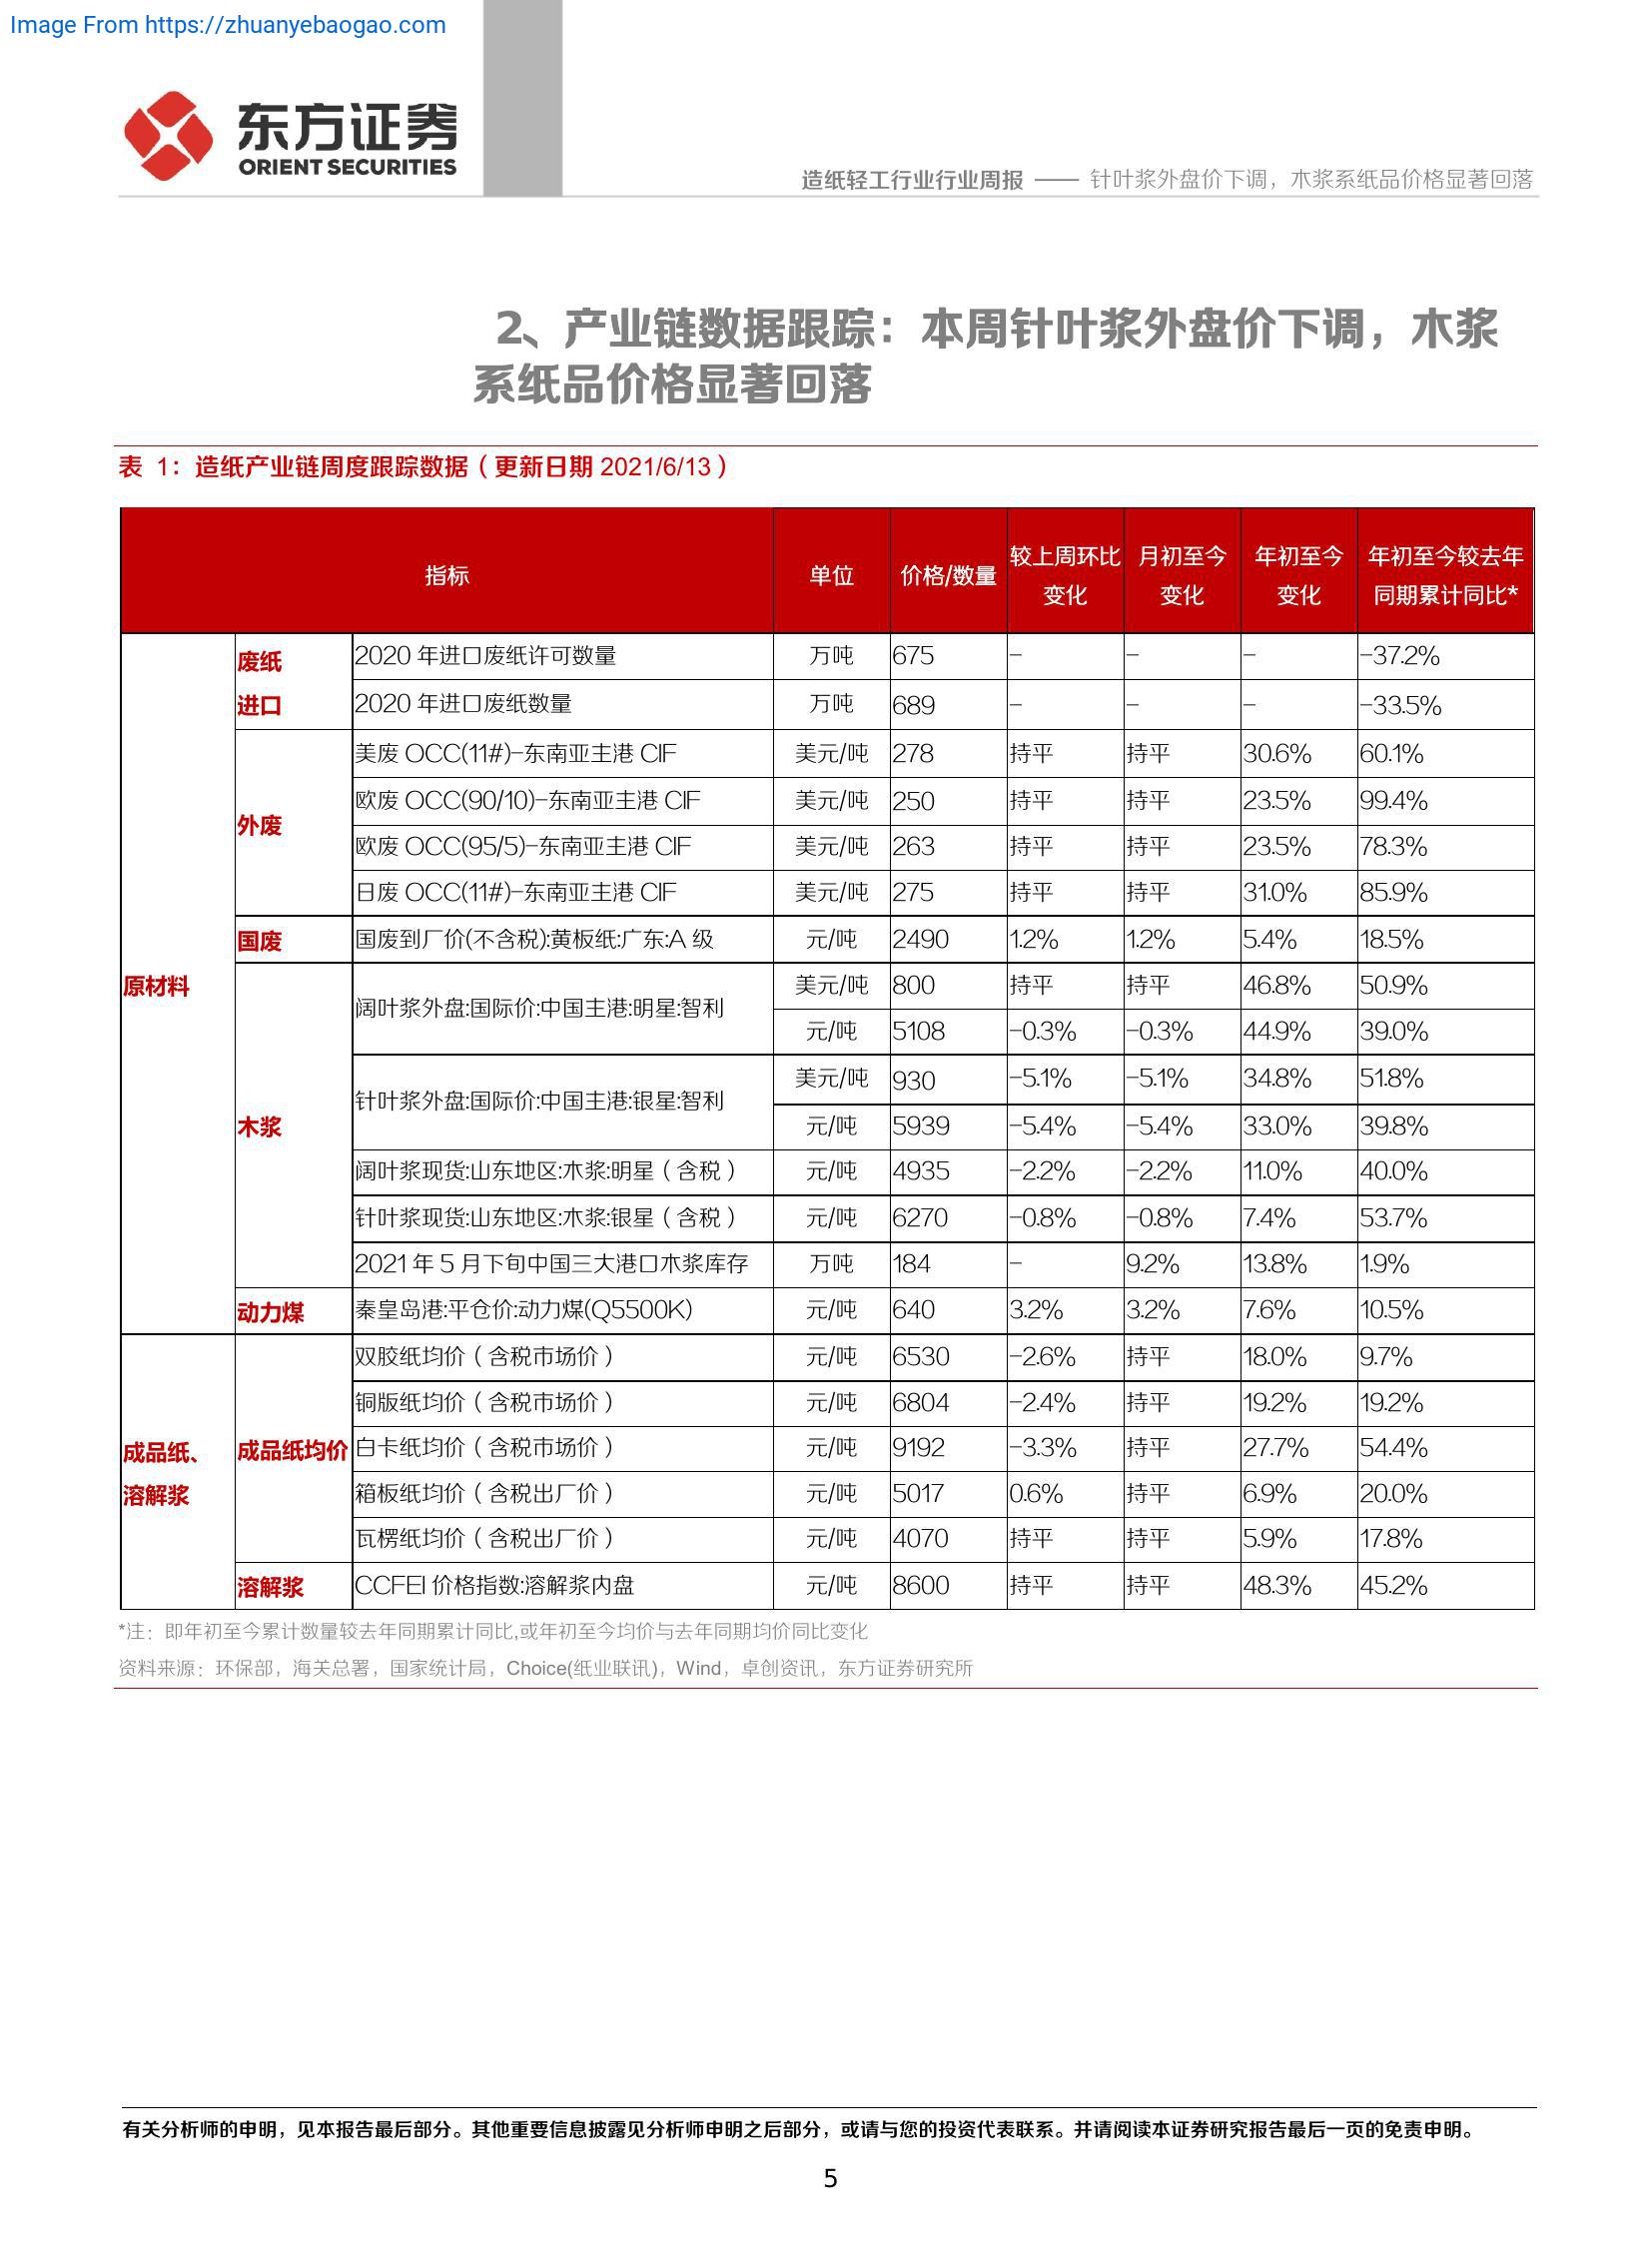 Image From https://zhuanyebaogao.com
东方证券
ORIENT SECURITIES
造纸轻工行业行业周报 —— 针叶浆外盘价下调，木浆系纸品价格显著回落
2、产业链数据跟踪：本周针叶浆外盘价下调，木浆
系纸品价格显著回落
表 1：造纸产业链周度跟踪数据（更新日期 2021/6/13）
指标 单位 价格/数量 较上周环比变化 月初至今变化 年初至今变化 年初至今较去年同期累计同比*
原材料
废纸进口
2020 年进口废纸许可数量 万吨 675 - - - -37.2%
2020 年进口废纸数量 万吨 689 - - - -33.5%
外废
美废 OCC(11#)-东南亚主港 CIF 美元/吨 278 持平 持平 30.6% 60.1%
欧废 OCC(90/10)-东南亚主港 CIF 美元/吨 250 持平 持平 23.5% 99.4%
欧废 OCC(95/5)-东南亚主港 CIF 美元/吨 263 持平 持平 23.5% 78.3%
日废 OCC(11#)-东南亚主港 CIF 美元/吨 275 持平 持平 31.0% 85.9%
国废 国废到厂价(不含税):黄板纸:广东:A 级 元/吨 2490 1.2% 1.2% 5.4% 18.5%
木浆
阔叶浆外盘:国际价:中国主港:明星:智利 美元/吨 800 持平 持平 46.8% 50.9%
元/吨 5108 -0.3% -0.3% 44.9% 39.0%
针叶浆外盘:国际价:中国主港:银星:智利 美元/吨 930 -5.1% -5.1% 34.8% 51.8%
元/吨 5939 -5.4% -5.4% 33.0% 39.8%
阔叶浆现货:山东地区:木浆:明星（含税） 元/吨 4935 -2.2% -2.2% 11.0% 40.0%
针叶浆现货:山东地区:木浆:银星（含税） 元/吨 6270 -0.8% -0.8% 7.4% 53.7%
2021 年 5 月下旬中国三大港口木浆库存 万吨 184 - 9.2% 13.8% 1.9%
动力煤 秦皇岛港:平仓价:动力煤(Q5500K) 元/吨 640 3.2% 3.2% 7.6% 10.5%
成品纸、溶解浆
成品纸均价
双胶纸均价（含税市场价） 元/吨 6530 -2.6% 持平 18.0% 9.7%
铜版纸均价（含税市场价） 元/吨 6804 -2.4% 持平 19.2% 19.2%
白卡纸均价（含税市场价） 元/吨 9192 -3.3% 持平 27.7% 54.4%
箱板纸均价（含税出厂价） 元/吨 5017 0.6% 持平 6.9% 20.0%
瓦楞纸均价（含税出厂价） 元/吨 4070 持平 持平 5.9% 17.8%
溶解浆 CCFEI 价格指数:溶解浆内盘 元/吨 8600 持平 持平 48.3% 45.2%
*注：即年初至今累计数量较去年同期累计同比,或年初至今均价与去年同期均价同比变化
资料来源：环保部，海关总署，国家统计局，Choice(纸业联讯)，Wind，卓创资讯，东方证券研究所
有关分析师的申明，见本报告最后部分。其他重要信息披露见分析师申明之后部分，或请与您的投资代表联系。并请阅读本证券研究报告最后一页的免责申明。
5